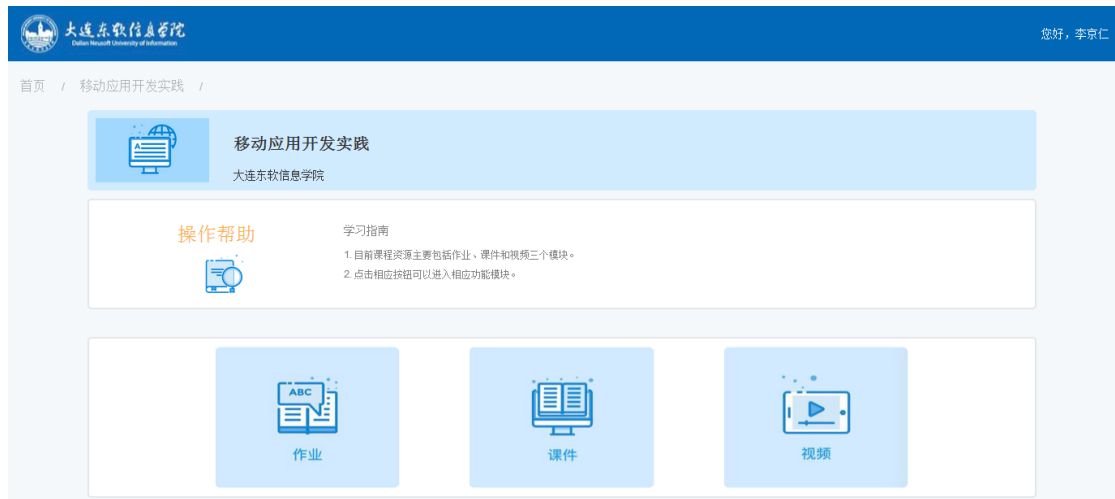 大连东软信息学院
Dalian Neusoft University of Information
您好，李京仁
首页 / 移动应用开发实践 /
移动应用开发实践
大连东软信息学院
操作帮助
学习指南
1. 目前课程资源主要包括作业、课件和视频三个模块。
2. 点击相应按钮可以进入相应功能模块。
ABC
A
作业
课件
视频